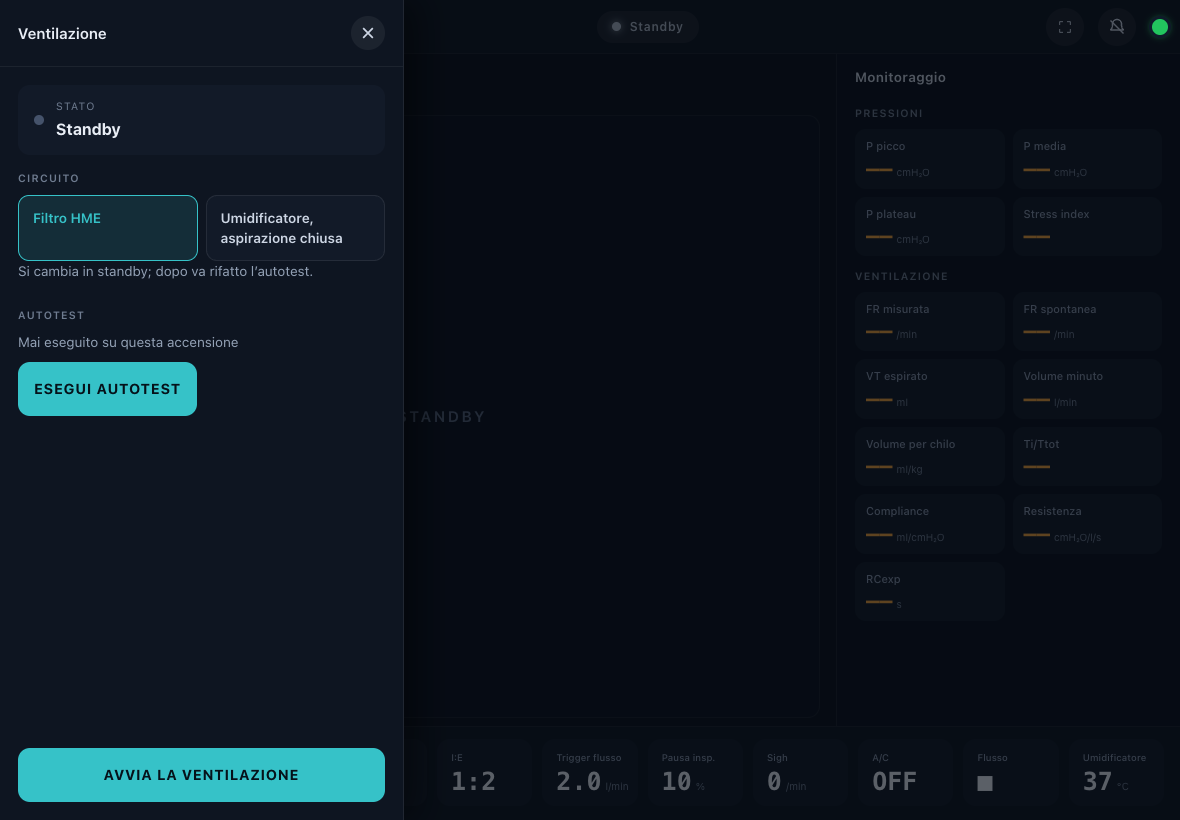 Ventilazione
STATO
Standby
CIRCUITO
Filtro HME
Umidificatore,
aspirazione chiusa
Si cambia in standby; dopo va rifatto l'autotest.
AUTOTEST
Mai eseguito su questa accensione
ESEGUI AUTOTEST
AVVIA LA VENTILAZIONE
Standby
STANDBY
Monitoraggio
PRESSIONI
P picco
—— cmH₂O
P media
—— cmH₂O
P plateau
—— cmH₂O
Stress index
——
VENTILAZIONE
FR misurata
—— /min
FR spontanea
—— /min
VT espirato
—— ml
Volume minuto
—— l/min
Volume per chilo
—— ml/kg
Ti/Ttot
——
Compliance
—— ml/cmH₂O
Resistenza
—— cmH₂O/l/s
RCexp
—— s
I:E
1:2
Trigger flusso
2.0 l/min
Pausa insp.
10 %
Sigh
0 /min
A/C
OFF
Flusso
■
Umidificatore
37 °C